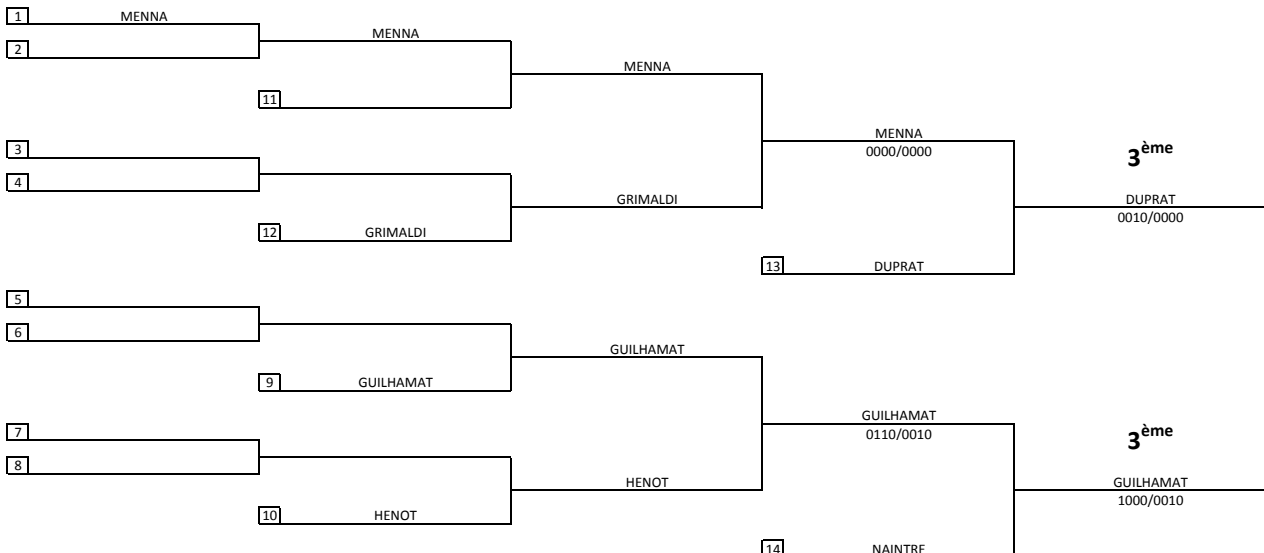 1 MENNA
MENNA
2
MENNA
11
MENNA
0000/0000
3
3ème
4
GRIMALDI
DUPRAT
0010/0000
12 GRIMALDI
13 DUPRAT
5
6
GUILHAMAT
9 GUILHAMAT
GUILHAMAT
0110/0010
7
3ème
8
HENOT
GUILHAMAT
1000/0010
10 HENOT
14 NAINTRE